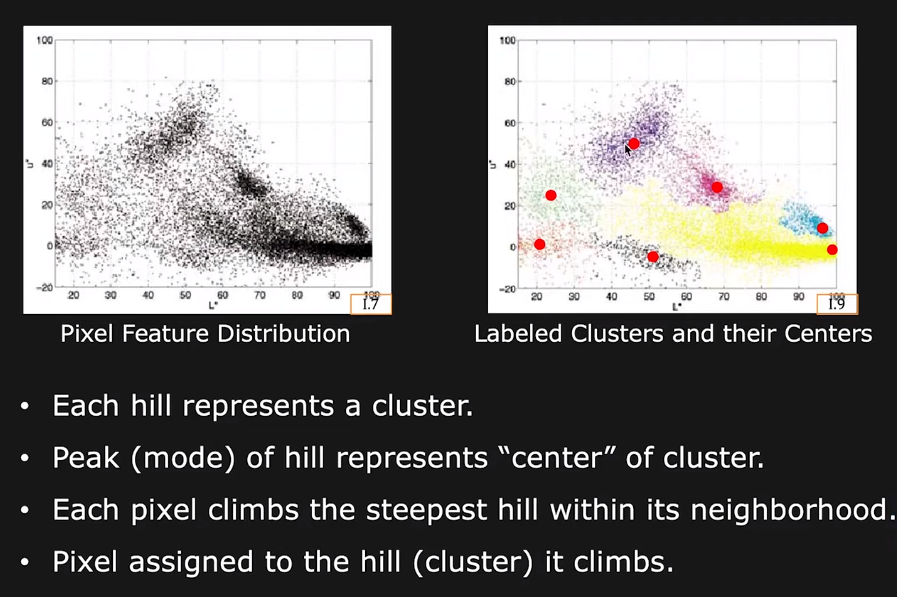 100
80
60
40
20
0
−20
u*
20 30 40 50 60 70 80 90 100
L*
1.7
Pixel Feature Distribution
100
80
60
40
20
0
−20
u*
20 30 40 50 60 70 80 90 100
L*
1.9
Labeled Clusters and their Centers
• Each hill represents a cluster.
• Peak (mode) of hill represents “center” of cluster.
• Each pixel climbs the steepest hill within its neighborhood.
• Pixel assigned to the hill (cluster) it climbs.